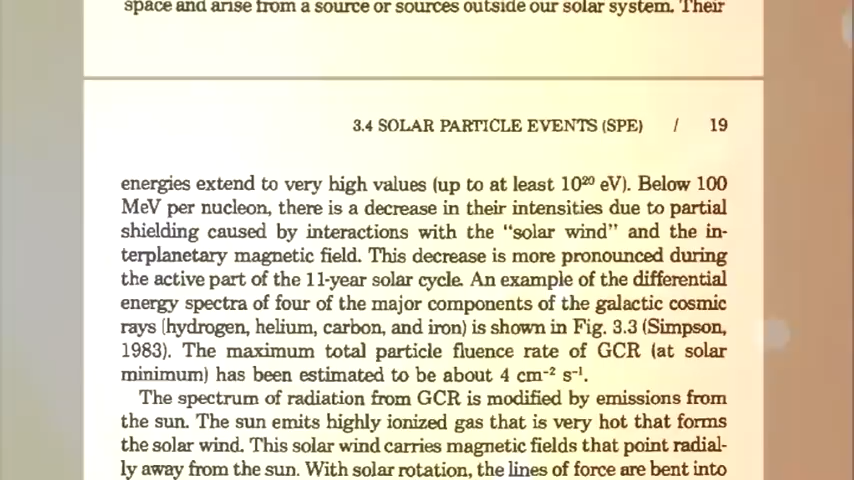 space and arise from a source or sources outside our solar system. Their
3.4 SOLAR PARTICLE EVENTS (SPE) / 19
energies extend to very high values (up to at least 10²⁰ eV). Below 100
MeV per nucleon, there is a decrease in their intensities due to partial
shielding caused by interactions with the "solar wind" and the in-
terplanetary magnetic field. This decrease is more pronounced during
the active part of the 11-year solar cycle. An example of the differential
energy spectra of four of the major components of the galactic cosmic
rays (hydrogen, helium, carbon, and iron) is shown in Fig. 3.3 (Simpson,
1983). The maximum total particle fluence rate of GCR (at solar
minimum) has been estimated to be about 4 cm⁻² s⁻¹.
The spectrum of radiation from GCR is modified by emissions from
the sun. The sun emits highly ionized gas that is very hot that forms
the solar wind. This solar wind carries magnetic fields that point radial-
ly away from the sun. With solar rotation, the lines of force are bent into